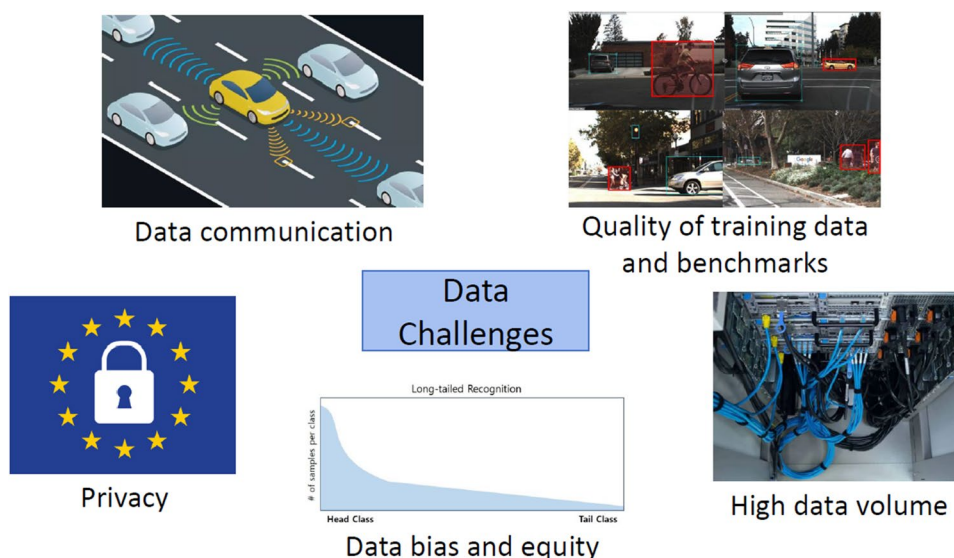 Data communication
Quality of training data
and benchmarks
Google
Data
Challenges
Privacy
Long-tailed Recognition
# of samples per class
Head Class
Tail Class
Data bias and equity
High data volume